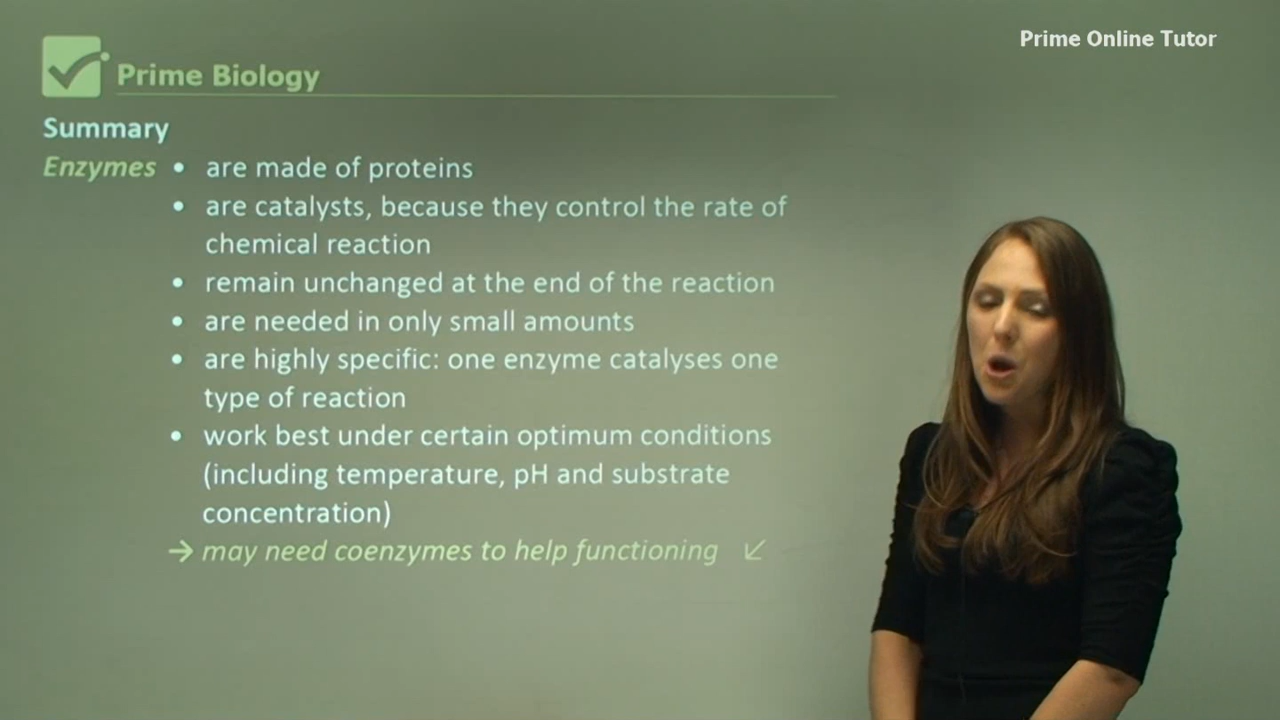 Prime Online Tutor
Prime Biology
Summary
Enzymes • are made of proteins
• are catalysts, because they control the rate of
chemical reaction
• remain unchanged at the end of the reaction
• are needed in only small amounts
• are highly specific: one enzyme catalyses one
type of reaction
• work best under certain optimum conditions
(including temperature, pH and substrate
concentration)
→ may need coenzymes to help functioning ↙